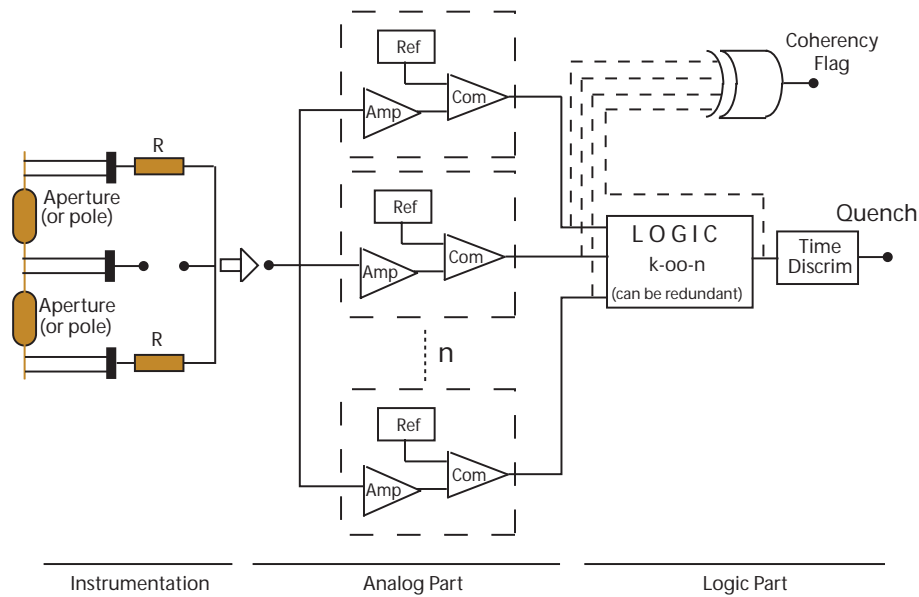 Ref
Amp
Com
Coherency
Flag
R
Aperture
(or pole)
Ref
Amp
Com
LOGIC
k-oo-n
(can be redundant)
Quench
Time
Discrim
Aperture
(or pole)
R
n
Ref
Amp
Com
Instrumentation
Analog Part
Logic Part